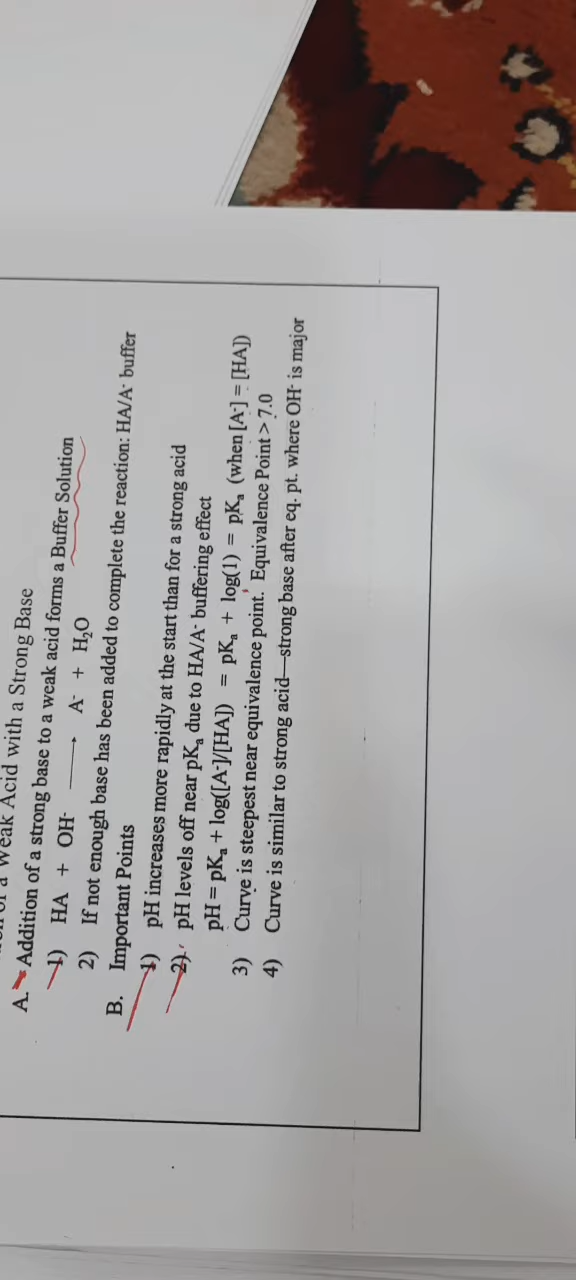 a Weak Acid with a Strong Base
A. Addition of a strong base to a weak acid forms a Buffer Solution
1) HA + OH⁻ ⟶ A⁻ + H₂O
2) If not enough base has been added to complete the reaction: HA/A⁻ buffer
B. Important Points
1) pH increases more rapidly at the start than for a strong acid
2) pH levels off near pKₐ due to HA/A⁻ buffering effect
pH = pKₐ + log([A⁻]/[HA]) = pKₐ + log(1) = pKₐ (when [A⁻] = [HA])
3) Curve is steepest near equivalence point. Equivalence Point > 7.0
4) Curve is similar to strong acid—strong base after eq. pt. where OH⁻ is major